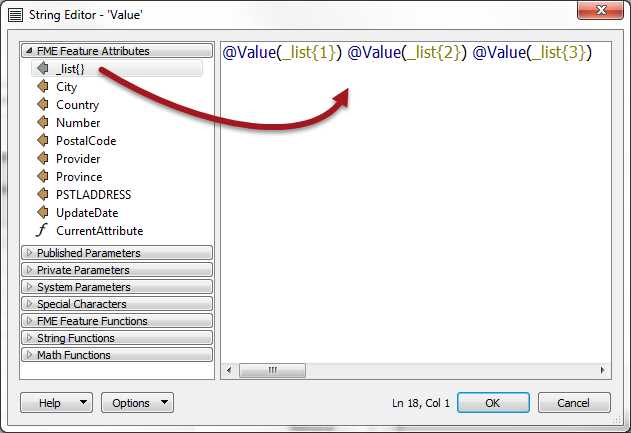 String Editor - 'Value'
FME Feature Attributes
_list{}
City
Country
Number
PostalCode
Provider
Province
PSTLADDRESS
UpdateDate
f CurrentAttribute
Published Parameters
Private Parameters
System Parameters
Special Characters
FME Feature Functions
String Functions
Math Functions
@Value(_list{1}) @Value(_list{2}) @Value(_list{3})
Help Options Ln 18, Col 1 OK Cancel